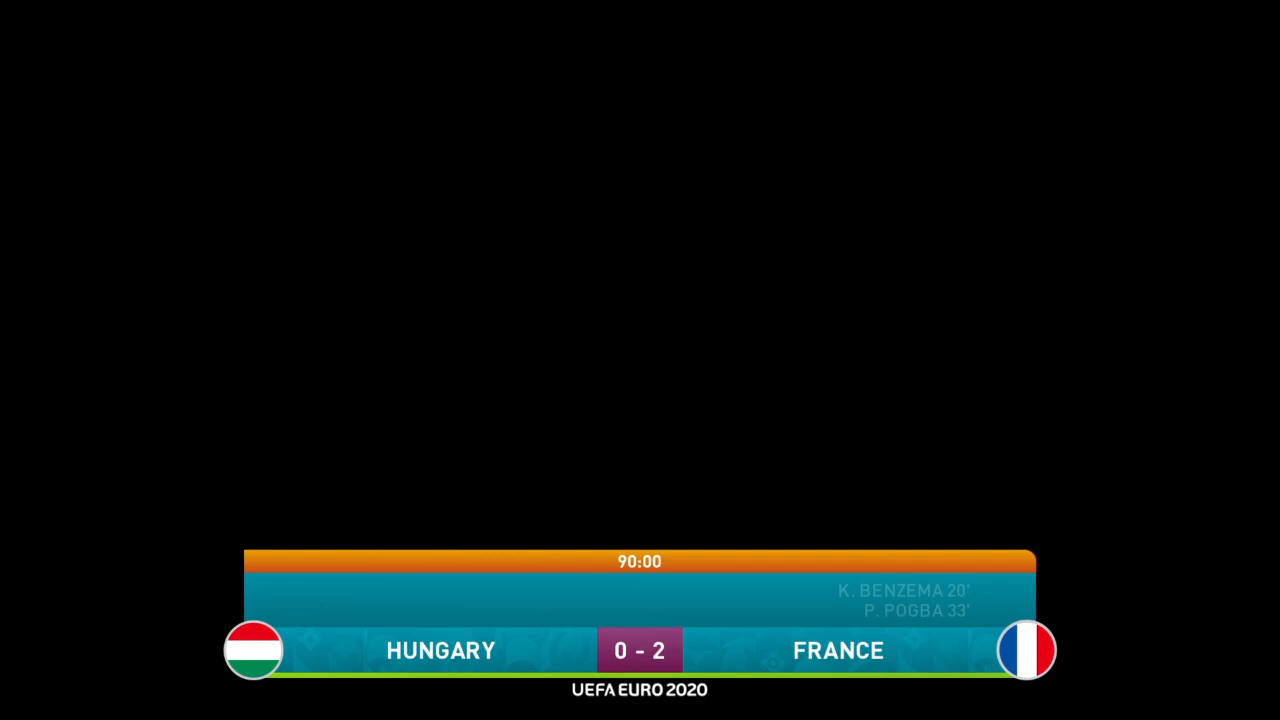 90:00
K. BENZEMA 20'
P. POGBA 33'
HUNGARY 0 - 2 FRANCE
UEFA EURO 2020